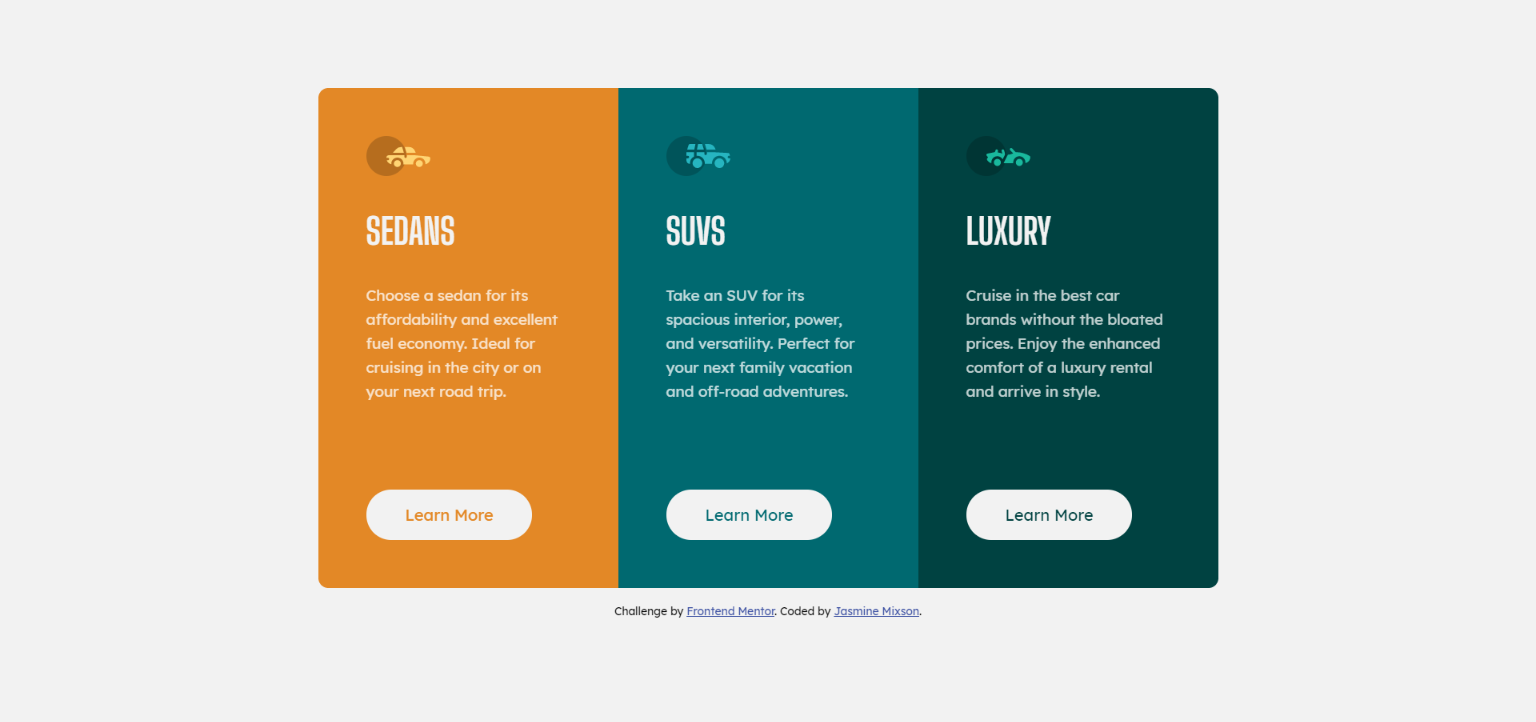 SEDANS
Choose a sedan for its
affordability and excellent
fuel economy. Ideal for
cruising in the city or on
your next road trip.
Learn More
SUVS
Take an SUV for its
spacious interior, power,
and versatility. Perfect for
your next family vacation
and off-road adventures.
Learn More
LUXURY
Cruise in the best car
brands without the bloated
prices. Enjoy the enhanced
comfort of a luxury rental
and arrive in style.
Learn More
Challenge by Frontend Mentor. Coded by Jasmine Mixson.